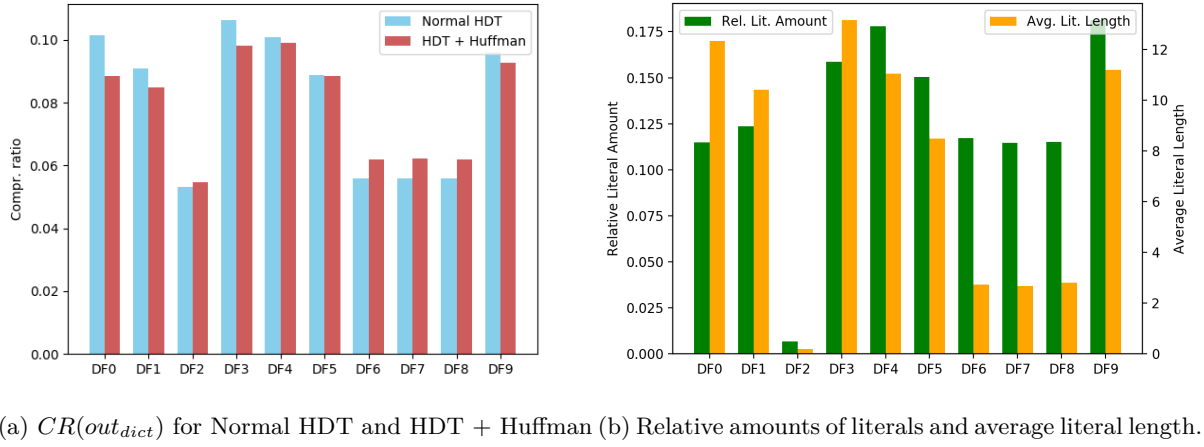 Normal HDT
HDT + Huffman
Compr. ratio
0.10
0.08
0.06
0.04
0.02
0.00
DF0 DF1 DF2 DF3 DF4 DF5 DF6 DF7 DF8 DF9
Rel. Lit. Amount
Avg. Lit. Length
Relative Literal Amount
0.175
0.150
0.125
0.100
0.075
0.050
0.025
0.000
12
10
8
6
4
2
0
Average Literal Length
DF0 DF1 DF2 DF3 DF4 DF5 DF6 DF7 DF8 DF9
a) CR(out_dict) for Normal HDT and HDT + Huffman (b) Relative amounts of literals and average literal length.